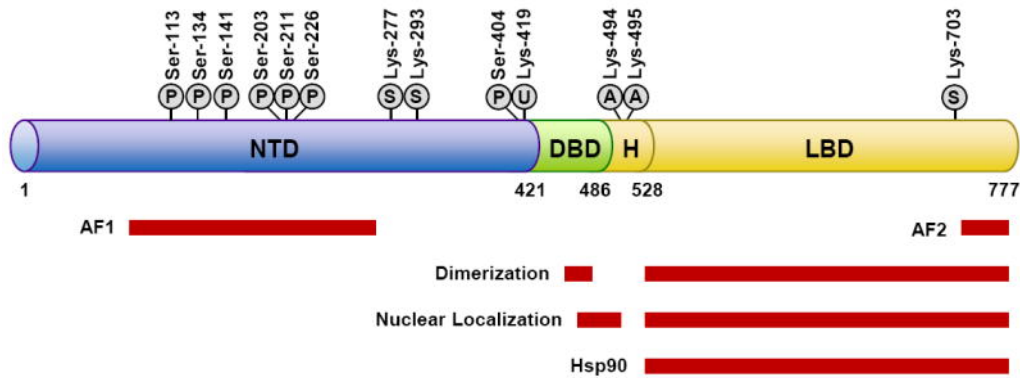 Ser-113
Ser-134
Ser-141
Ser-203
Ser-211
Ser-226
Lys-277
Lys-293
Ser-404
Lys-419
Lys-494
Lys-495
Lys-703
P P P P P P S S P U A A S
NTD DBD H LBD
1 421 486 528 777
AF1 AF2
Dimerization
Nuclear Localization
Hsp90